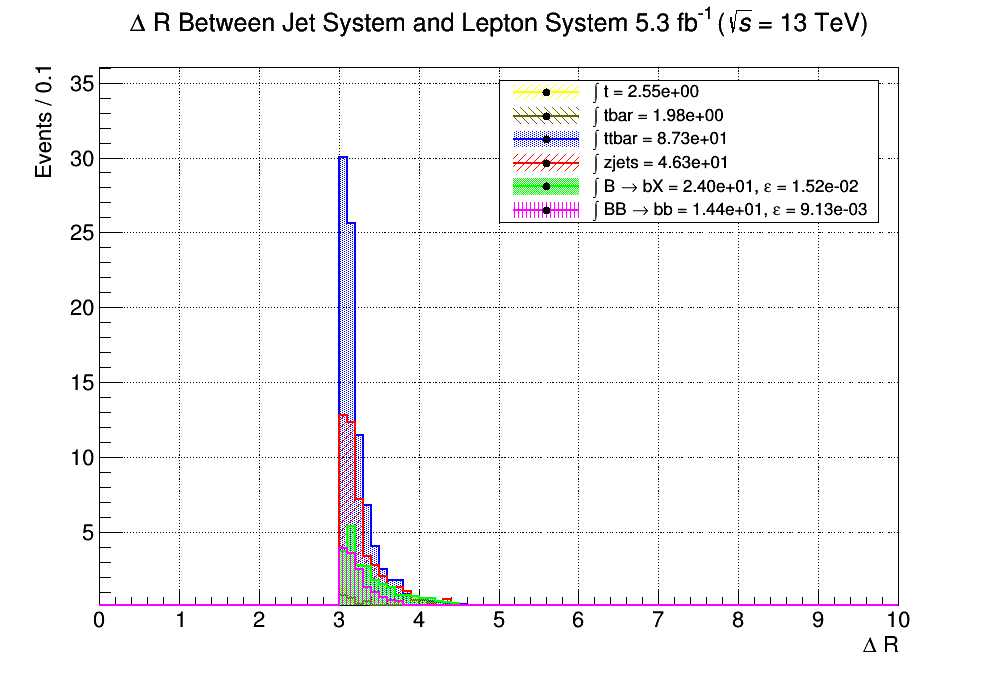 Δ R Between Jet System and Lepton System 5.3 fb⁻¹ (√s = 13 TeV)
Events / 0.1
35
30
25
20
15
10
5
∫ t = 2.55e+00
∫ tbar = 1.98e+00
∫ ttbar = 8.73e+01
∫ zjets = 4.63e+01
∫ B → bX = 2.40e+01, ε = 1.52e-02
∫ BB → bb = 1.44e+01, ε = 9.13e-03
0 1 2 3 4 5 6 7 8 9 10
Δ R